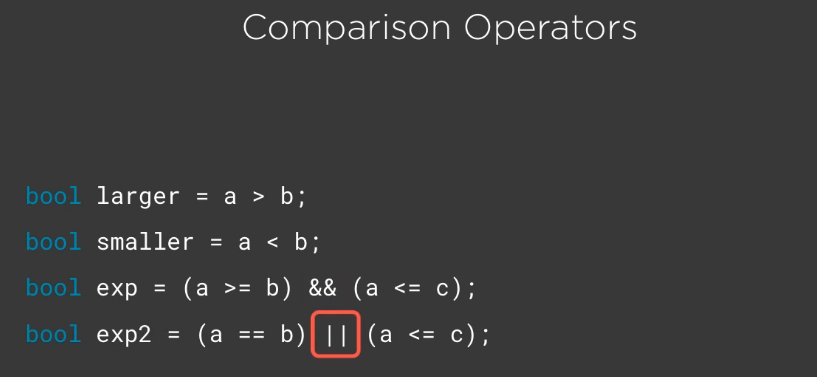 Comparison Operators
bool larger = a > b;
bool smaller = a < b;
bool exp = (a >= b) && (a <= c);
bool exp2 = (a == b) || (a <= c);